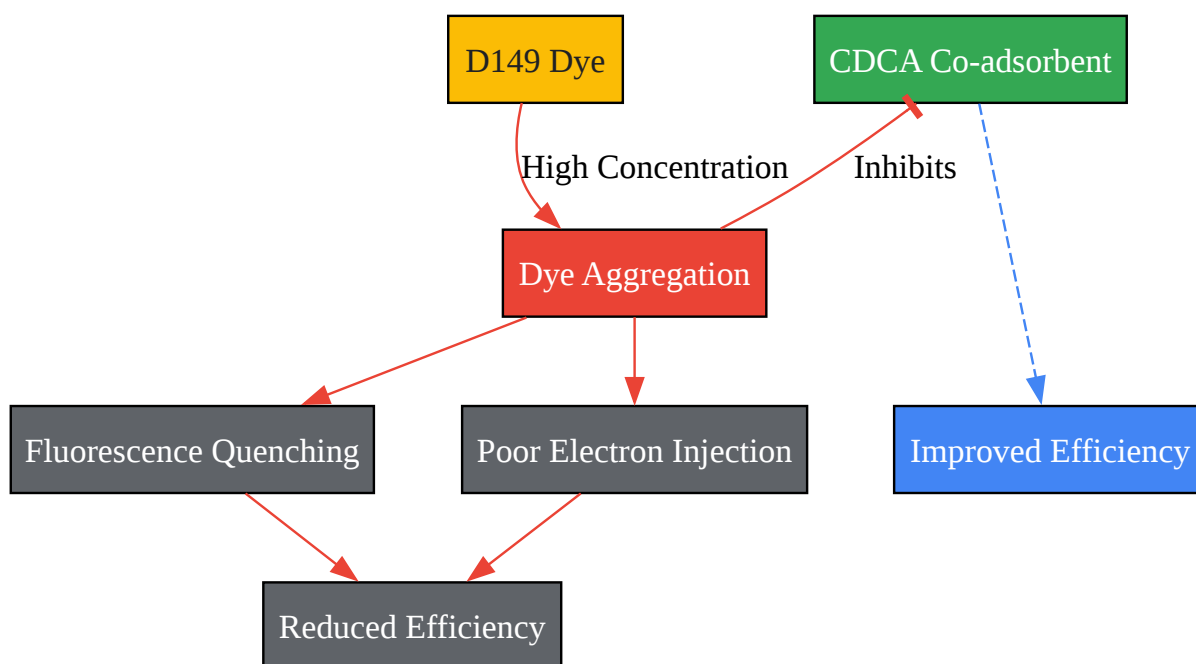 D149 Dye
CDCA Co-adsorbent
High Concentration
Inhibits
Dye Aggregation
Fluorescence Quenching
Poor Electron Injection
Improved Efficiency
Reduced Efficiency